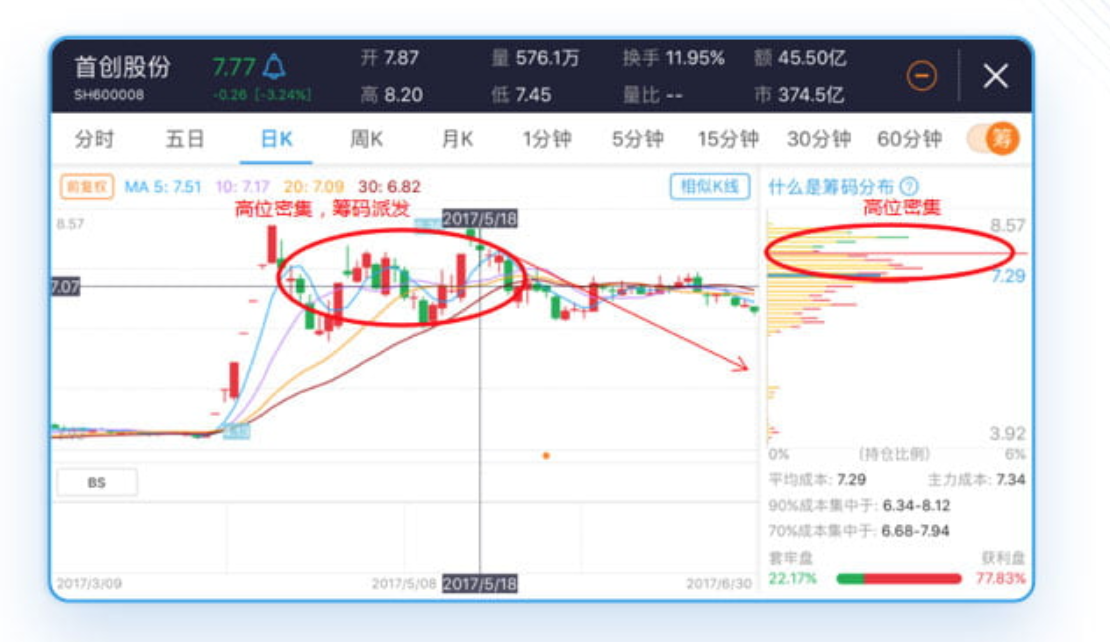 首创股份 7.77 开 7.87 量 576.1万 换手 11.95% 额 45.50亿
SH600008 -0.26 [-3.24%] 高 8.20 低 7.45 量比 -- 市 374.5亿
分时 五日 日K 周K 月K 1分钟 5分钟 15分钟 30分钟 60分钟 筹
前复权 MA 5: 7.51 10: 7.17 20: 7.09 30: 6.82 相似K线 什么是筹码分布 ?
高位密集，筹码派发 高位密集
8.57 2017/5/18 8.57
7.29
7.07
3.92
0% (持仓比例) 6%
BS
平均成本: 7.29 主力成本: 7.34
90%成本集中于: 6.34-8.12
70%成本集中于: 6.68-7.94
套牢盘 获利盘
22.17% 77.83%
2017/3/09 2017/5/08 2017/5/18 2017/6/30